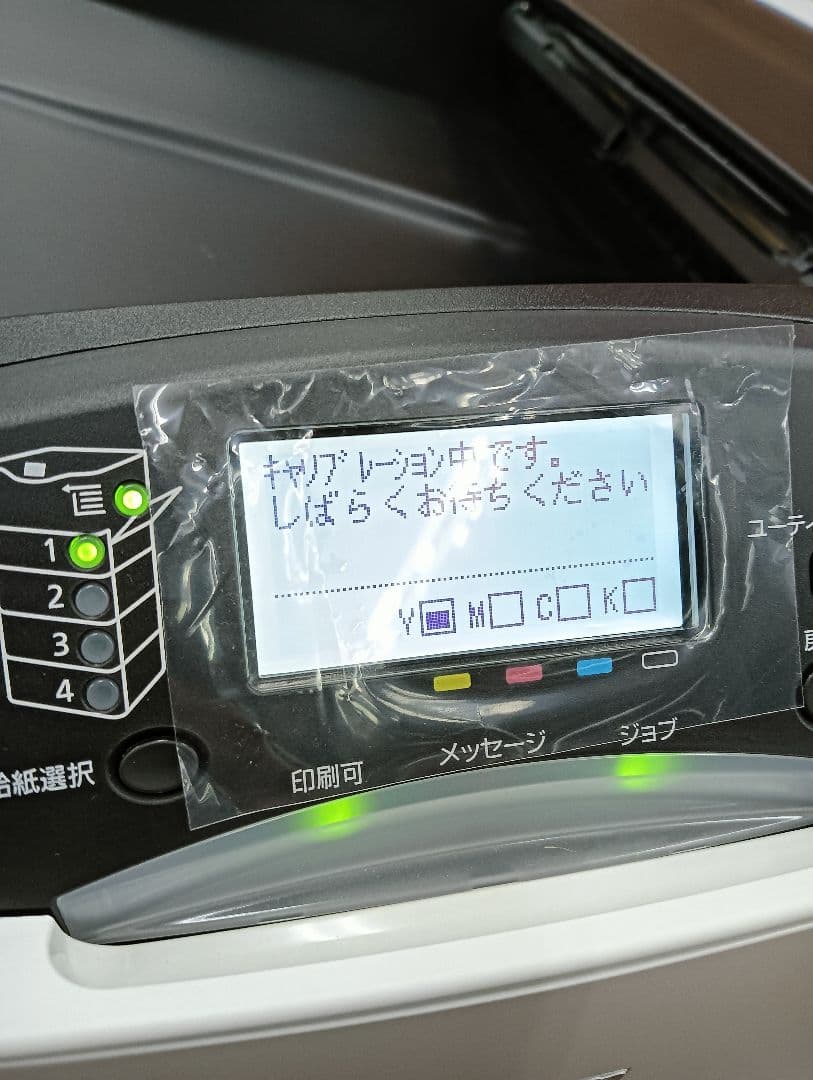 キャリブレーション中です。
しばらくお待ちください
Y M C K
1
2
3
4
給紙選択
印刷可
メッセージ
ジョブ
ユーティ